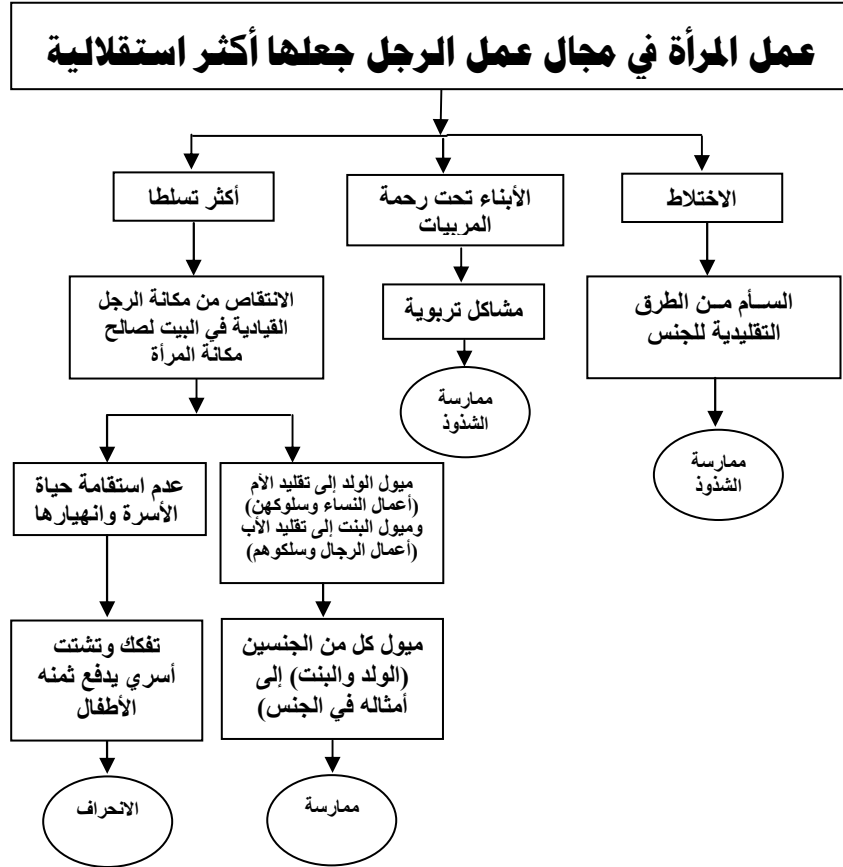 عمل المرأة في مجال عمل الرجل جعلها أكثر استقلالية
الاختلاط
الأبناء تحت رحمة
المربيات
أكثر تسلطا
السأم من الطرق
التقليدية للجنس
مشاكل تربوية
الانتقاص من مكانة الرجل
القيادية في البيت لصالح
مكانة المرأة
ممارسة
الشذوذ
ممارسة
الشذوذ
ميول الولد إلى تقليد الأم
(أعمال النساء وسلوكهن)
وميول البنت إلى تقليد الأب
(أعمال الرجال وسلكوهم)
عدم استقامة حياة
الأسرة وانهيارها
ميول كل من الجنسين
(الولد والبنت) إلى
أمثاله في الجنس)
تفكك وتشتت
أسري يدفع ثمنه
الأطفال
ممارسة
الانحراف